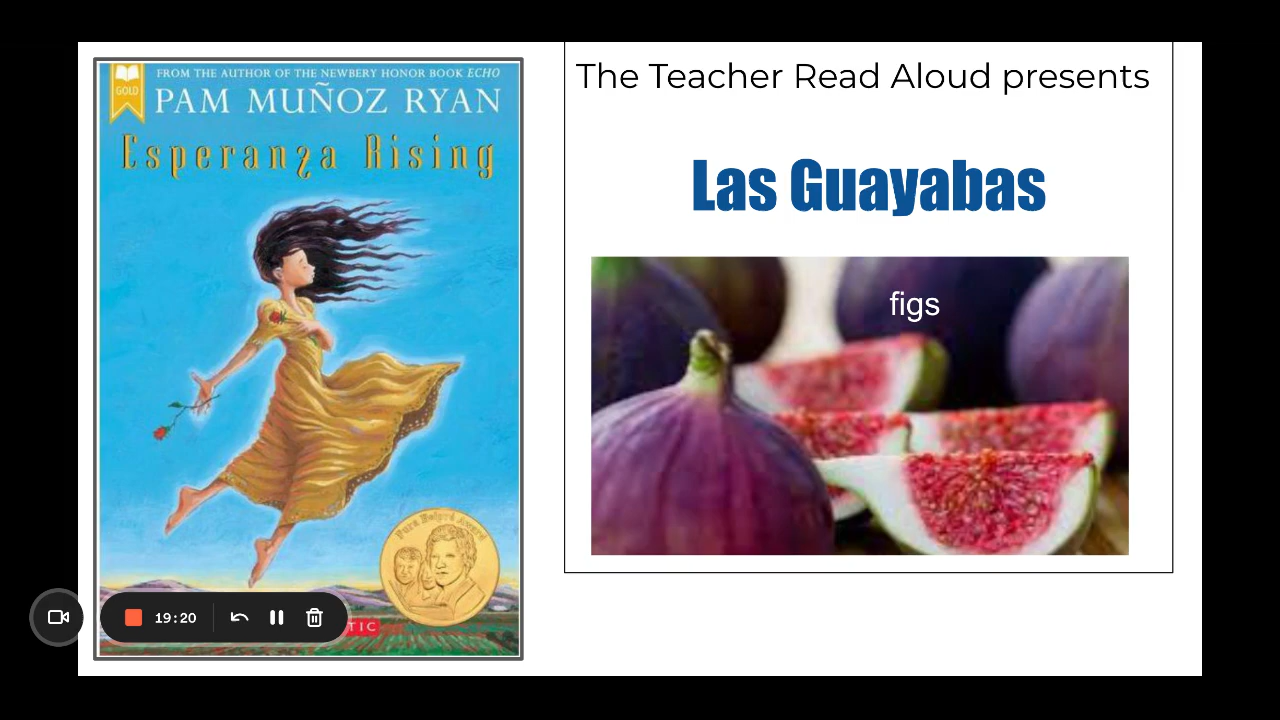 FROM THE AUTHOR OF THE NEWBERY HONOR BOOK ECHO
GOLD
PAM MUÑOZ RYAN
Esperanza Rising
Pura Belpré Award
TIC
19:20
The Teacher Read Aloud presents
Las Guayabas
figs